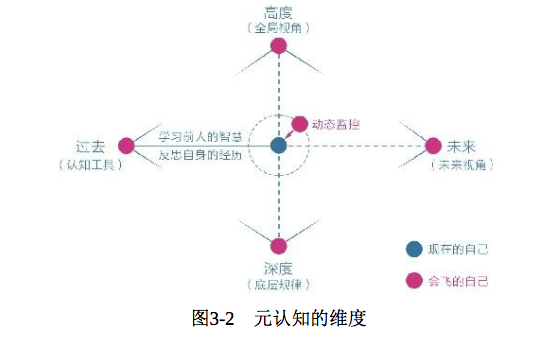 高度
（全局视角）
动态监控
学习前人的智慧
过去
未来
反思自身的经历
（认知工具）
（未来视角）
现在的自己
深度
会飞的自己
（底层规律）
图3-2 元认知的维度